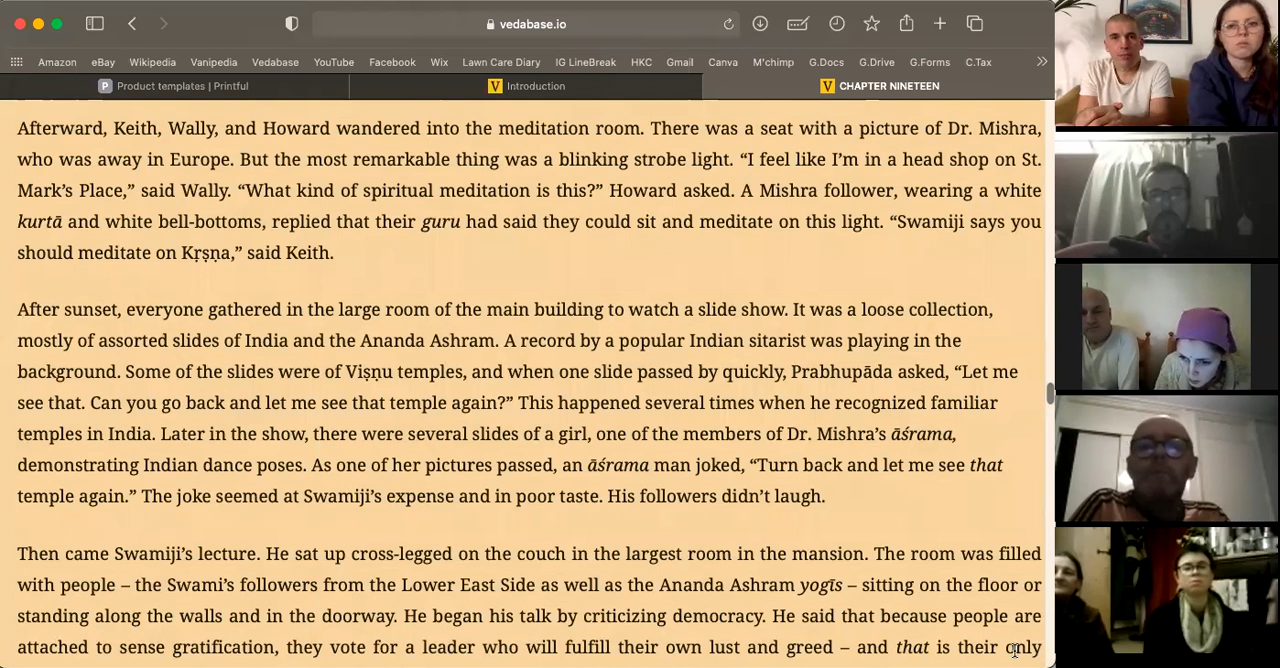 vedabase.io
Amazon eBay Wikipedia Vanipedia Vedabase YouTube Facebook Wix Lawn Care Diary IG LineBreak HKC Gmail Canva M'chimp G.Docs G.Drive G.Forms C.Tax
P Product templates | Printful V Introduction V CHAPTER NINETEEN
Afterward, Keith, Wally, and Howard wandered into the meditation room. There was a seat with a picture of Dr. Mishra,
who was away in Europe. But the most remarkable thing was a blinking strobe light. “I feel like I’m in a head shop on St.
Mark’s Place,” said Wally. “What kind of spiritual meditation is this?” Howard asked. A Mishra follower, wearing a white
kurtā and white bell-bottoms, replied that their guru had said they could sit and meditate on this light. “Swamiji says you
should meditate on Kṛṣṇa,” said Keith.
After sunset, everyone gathered in the large room of the main building to watch a slide show. It was a loose collection,
mostly of assorted slides of India and the Ananda Ashram. A record by a popular Indian sitarist was playing in the
background. Some of the slides were of Viṣṇu temples, and when one slide passed by quickly, Prabhupāda asked, “Let me
see that. Can you go back and let me see that temple again?” This happened several times when he recognized familiar
temples in India. Later in the show, there were several slides of a girl, one of the members of Dr. Mishra’s āśrama,
demonstrating Indian dance poses. As one of her pictures passed, an āśrama man joked, “Turn back and let me see that
temple again.” The joke seemed at Swamiji’s expense and in poor taste. His followers didn’t laugh.
Then came Swamiji’s lecture. He sat up cross-legged on the couch in the largest room in the mansion. The room was filled
with people – the Swami’s followers from the Lower East Side as well as the Ananda Ashram yogīs – sitting on the floor or
standing along the walls and in the doorway. He began his talk by criticizing democracy. He said that because people are
attached to sense gratification, they vote for a leader who will fulfill their own lust and greed – and that is their only